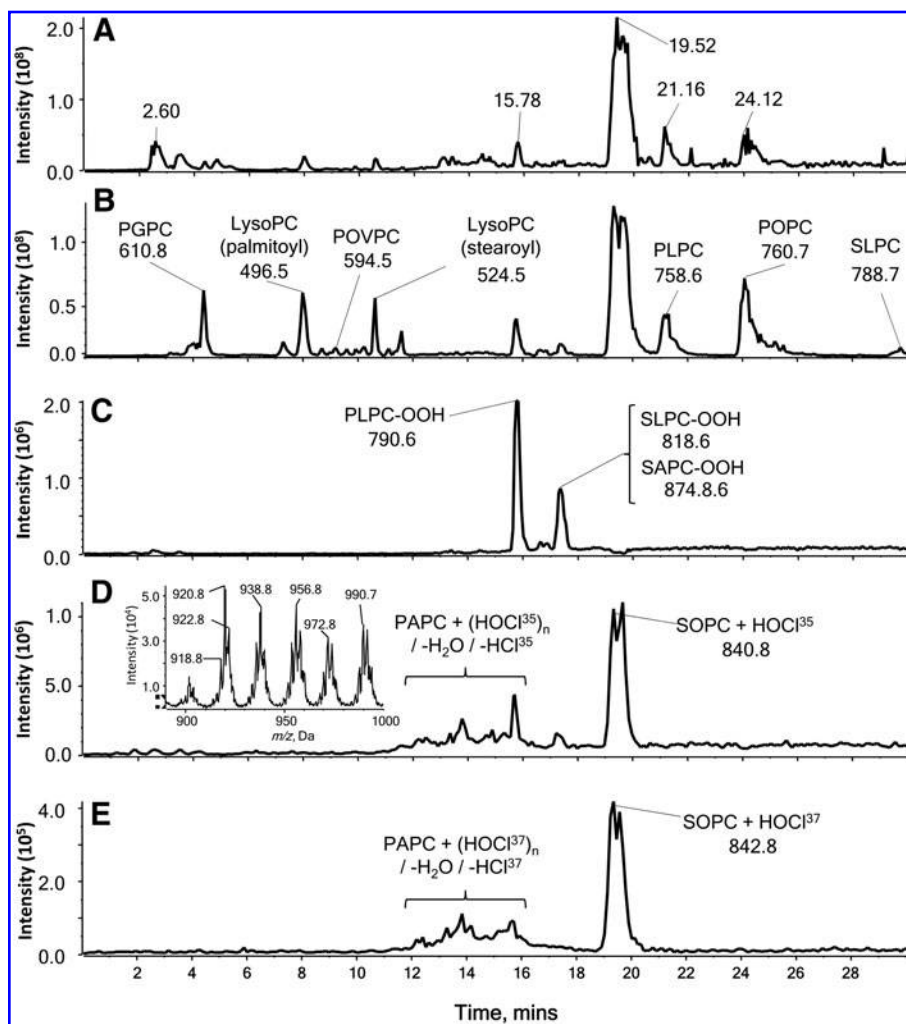 A
Intensity (10⁸)
2.0
1.0
0.0
2.60
15.78
19.52
21.16
24.12
B
Intensity (10⁸)
1.0
0.5
0.0
PGPC
610.8
LysoPC
(palmitoyl)
496.5
POVPC
594.5
LysoPC
(stearoyl)
524.5
PLPC
758.6
POPC
760.7
SLPC
788.7
C
Intensity (10⁶)
2.0
1.0
0.0
PLPC-OOH
790.6
SLPC-OOH
818.6
SAPC-OOH
874.8.6
D
Intensity (10⁶)
1.0
5.0
0.0
Intensity (10⁶)
5.0
3.0
1.0
920.8
922.8
918.8
938.8
956.8
972.8
990.7
900
950
1000
m/z, Da
PAPC + (HOCl³⁵)ₙ
/ -H₂O / -HCl³⁵
SOPC + HOCl³⁵
840.8
E
Intensity (10⁵)
4.0
2.0
0.0
PAPC + (HOCl³⁷)ₙ
/ -H₂O / -HCl³⁷
SOPC + HOCl³⁷
842.8
2 4 6 8 10 12 14 16 18 20 22 24 26 28
Time, mins